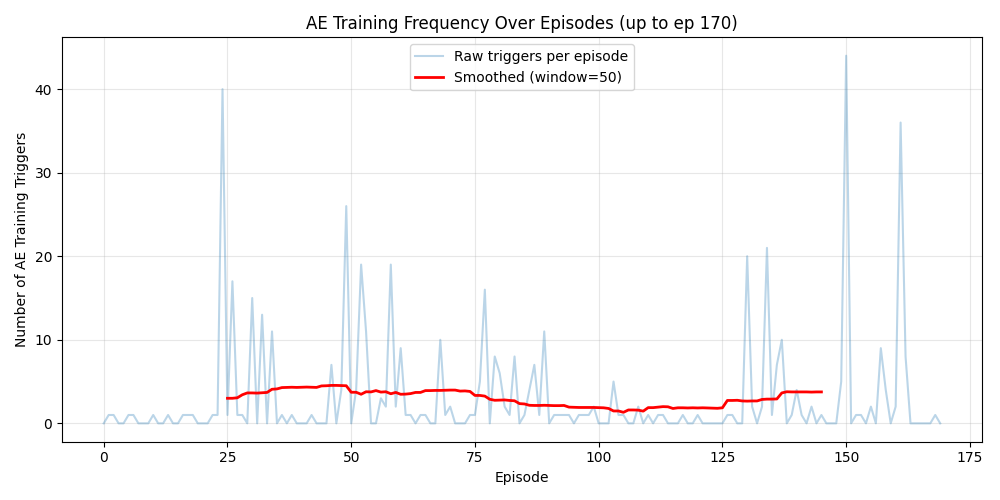 AE Training Frequency Over Episodes (up to ep 170)
Raw triggers per episode
Smoothed (window=50)
Number of AE Training Triggers
40
30
20
10
0
0 25 50 75 100 125 150 175
Episode